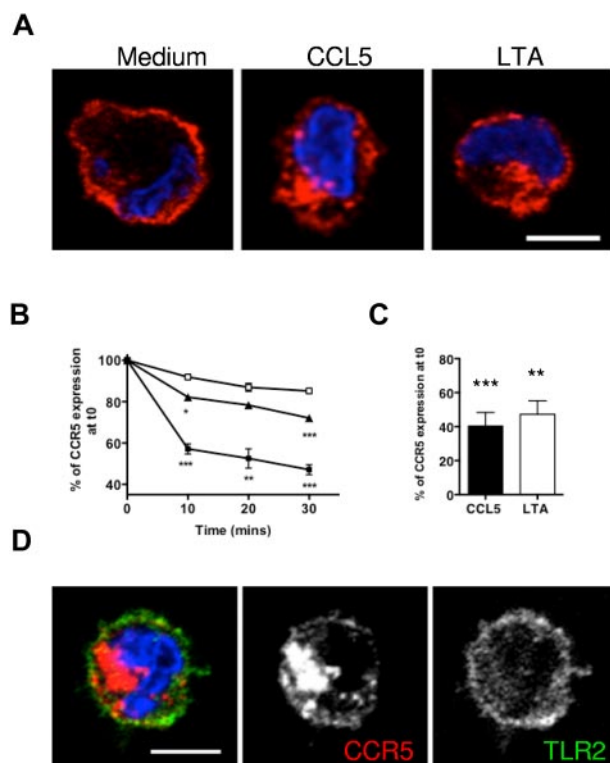 A
Medium CCL5 LTA
B
% of CCR5 expression
at t0
100
80
60
40
*
***
***
**
***
0 10 20 30
Time (mins)
C
% of CCR5 expression at t0
80
60
40
20
0
*** **
CCL5 LTA
D
CCR5 TLR2